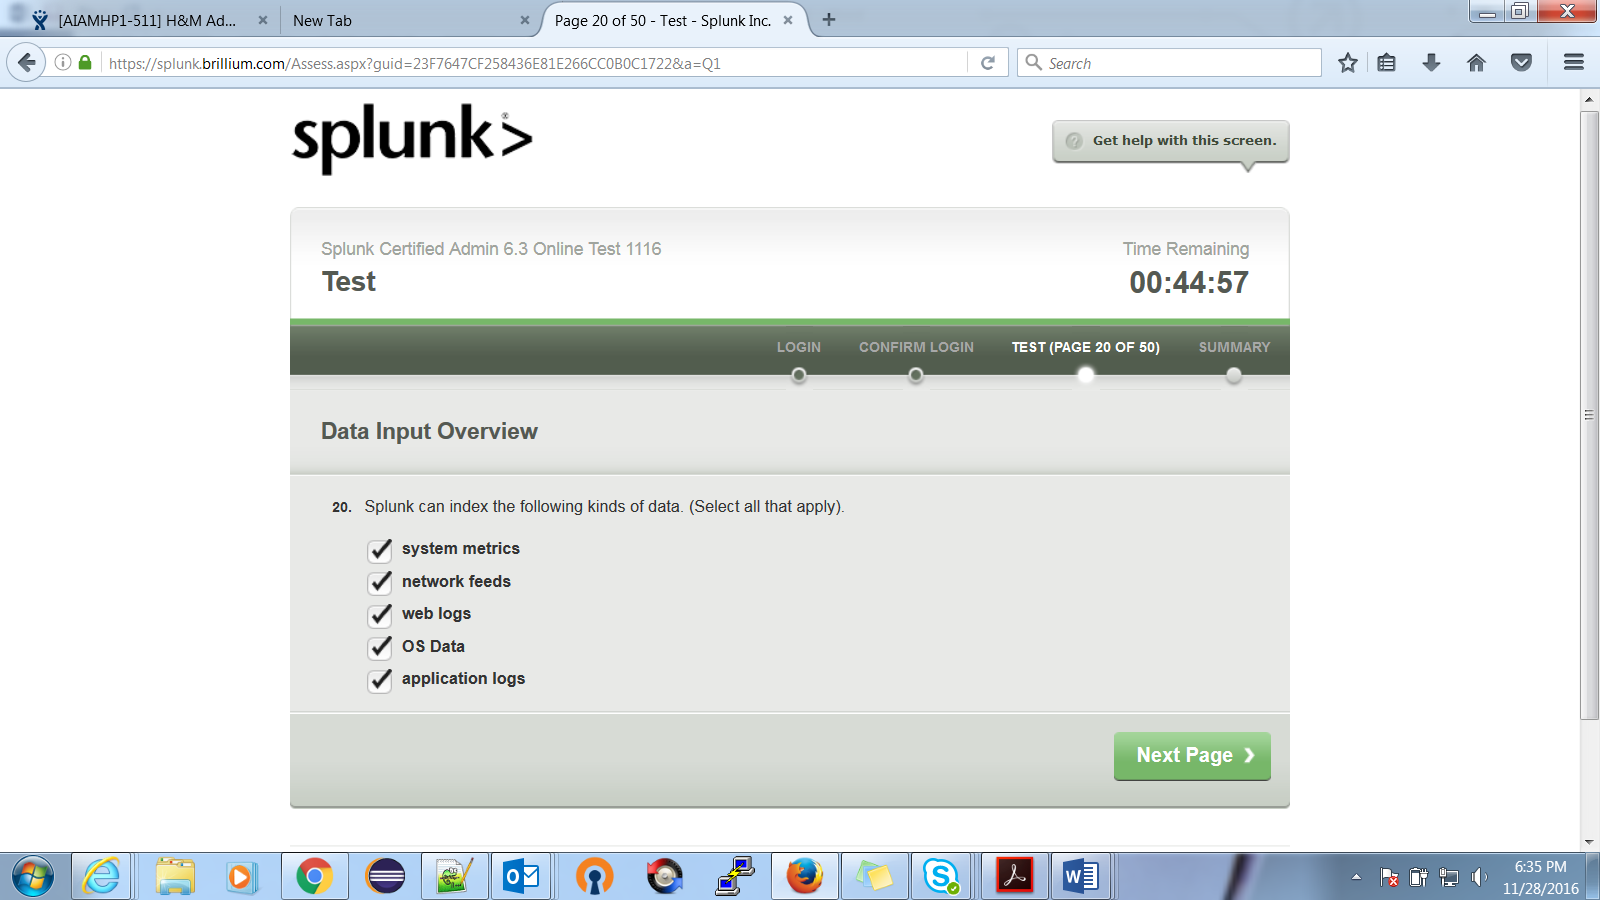 [AIAMHP1-511] H&M Ad...
New Tab
Page 20 of 50 - Test - Splunk Inc.
https://splunk.brillium.com/Assess.aspx?guid=23F7647CF258436E81E266CC0B0C1722&a=Q1
Search
splunk>
Get help with this screen.
Splunk Certified Admin 6.3 Online Test 1116
Time Remaining
Test
00:44:57
LOGIN
CONFIRM LOGIN
TEST (PAGE 20 OF 50)
SUMMARY
Data Input Overview
20. Splunk can index the following kinds of data. (Select all that apply).
system metrics
network feeds
web logs
OS Data
application logs
Next Page
6:35 PM
11/28/2016